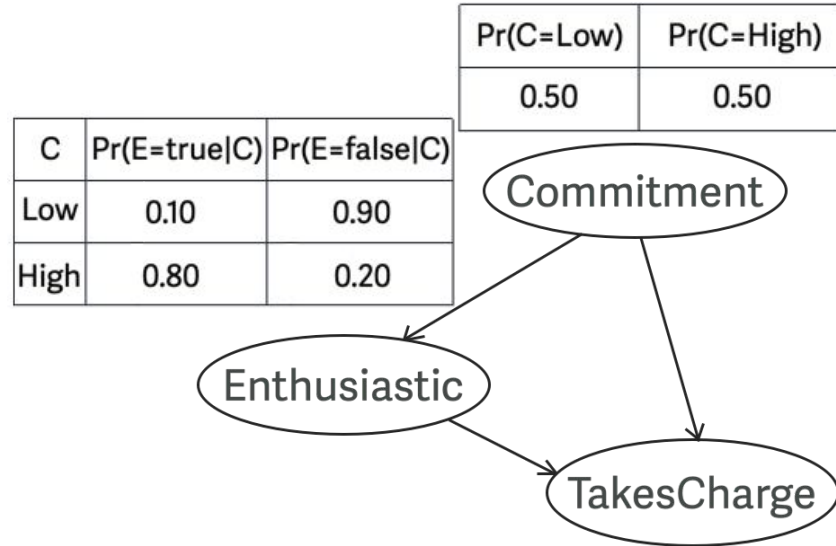 Pr(C=Low) Pr(C=High)
0.50 0.50
C Pr(E=true|C) Pr(E=false|C)
Low 0.10 0.90
High 0.80 0.20
Commitment
Enthusiastic
TakesCharge